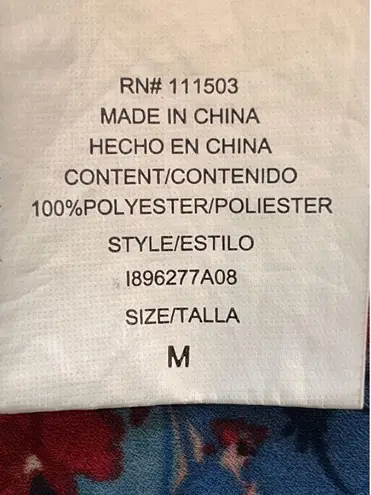 RN# 111503
MADE IN CHINA
HECHO EN CHINA
CONTENT/CONTENIDO
100%POLYESTER/POLIESTER
STYLE/ESTILO
I896277A08
SIZE/TALLA
M